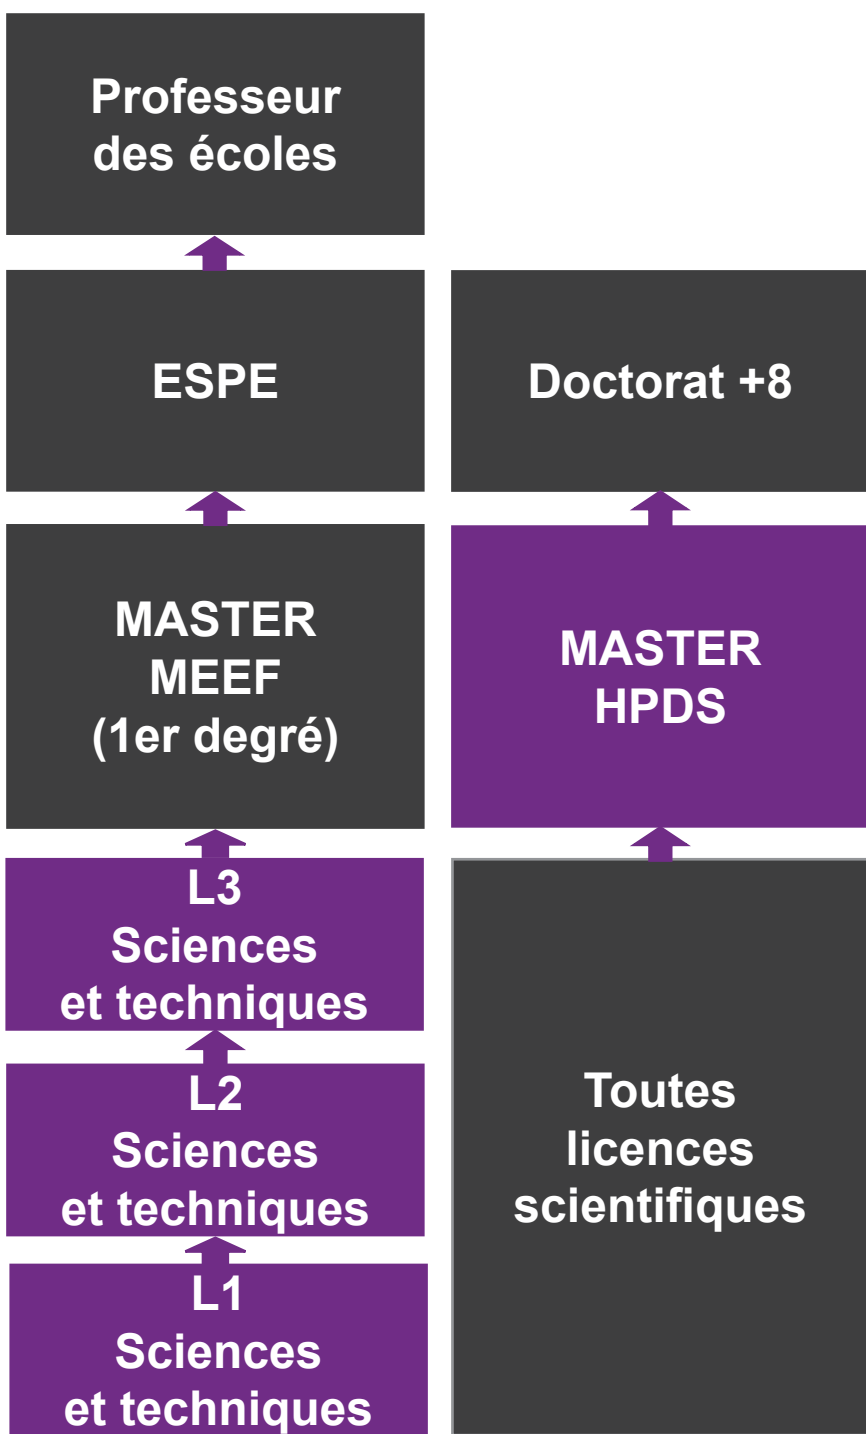 Professeur
des écoles
ESPE
Doctorat +8
MASTER
MEEF
(1er degré)
MASTER
HPDS
L3
Sciences
et techniques
L2
Sciences
et techniques
Toutes
licences
scientifiques
L1
Sciences
et techniques